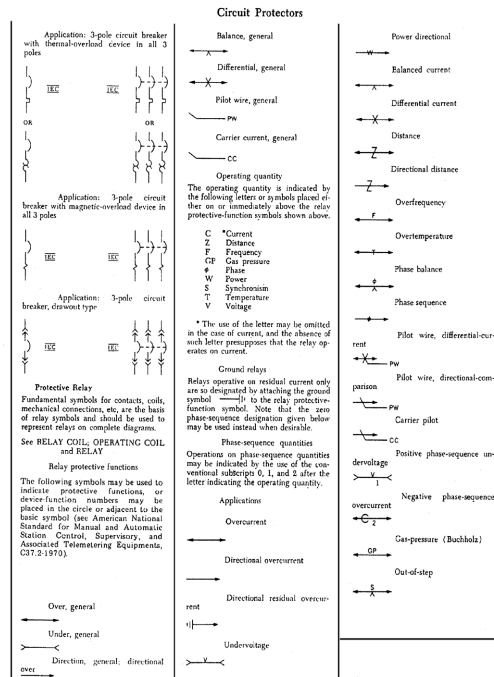 Circuit Protectors
Application: 3-pole circuit breaker
with thermal-overload device in all 3
poles
IEC
IEC
OR
OR
Application: 3-pole circuit
breaker with magnetic-overload device in
all 3 poles
IEC
IEC
Application: 3-pole circuit
breaker, drawout type
IEC
IEC
Protective Relay
Fundamental symbols for contacts, coils,
mechanical connections, etc, are the basis
of relay symbols and should be used to
represent relays on complete diagrams.
See RELAY COIL; OPERATING COIL
and RELAY
Relay protective functions
The following symbols may be used to
indicate protective functions, or
device-function numbers may be
placed in the circle or adjacent to the
basic symbol (see American National
Standard for Manual and Automatic
Station Control, Supervisory, and
Associated Telemetering Equipments,
C37.2-1970).
Over, general
Under, general
Direction, general; directional
over
Balance, general
Differential, general
Pilot wire, general
PW
Carrier current, general
CC
Operating quantity
The operating quantity is indicated by
the following letters or symbols placed ei-
ther on or immediately above the relay
protective-function symbols shown above.
C *Current
Z Distance
F Frequency
GP Gas pressure
ϕ Phase
W Power
S Synchronism
T Temperature
V Voltage
* The use of the letter may be omitted
in the case of current, and the absence of
such letter presupposes that the relay op-
erates on current.
Ground relays
Relays operative on residual current only
are so designated by attaching the ground
symbol to the relay protective-
function symbol. Note that the zero
phase-sequence designation given below
may be used instead when desirable.
Phase-sequence quantities
Operations on phase-sequence quantities
may be indicated by the use of the con-
ventional subscripts 0, 1, and 2 after the
letter indicating the operating quantity.
Applications
Overcurrent
Directional overcurrent
Directional residual overcur-
rent
Undervoltage
V
Power directional
W
Balanced current
Differential current
Distance
Z
Directional distance
Z
Overfrequency
F
Overtemperature
T
Phase balance
ϕ
Phase sequence
ϕ
Pilot wire, differential-cur-
rent
PW
Pilot wire, directional-com-
parison
PW
Carrier pilot
CC
Positive phase-sequence un-
dervoltage
V
1
Negative phase-sequence
overcurrent
C
2
Gas-pressure (Buchholz)
GP
Out-of-step
S